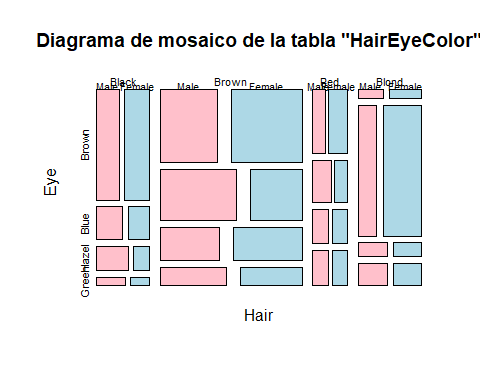 Diagrama de mosaico de la tabla "HairEyeColor"
Black Brown Red Blond
Male Female Male Female Male Female Male Female
Brown
Blue
Hazel
Green
Eye
Hair